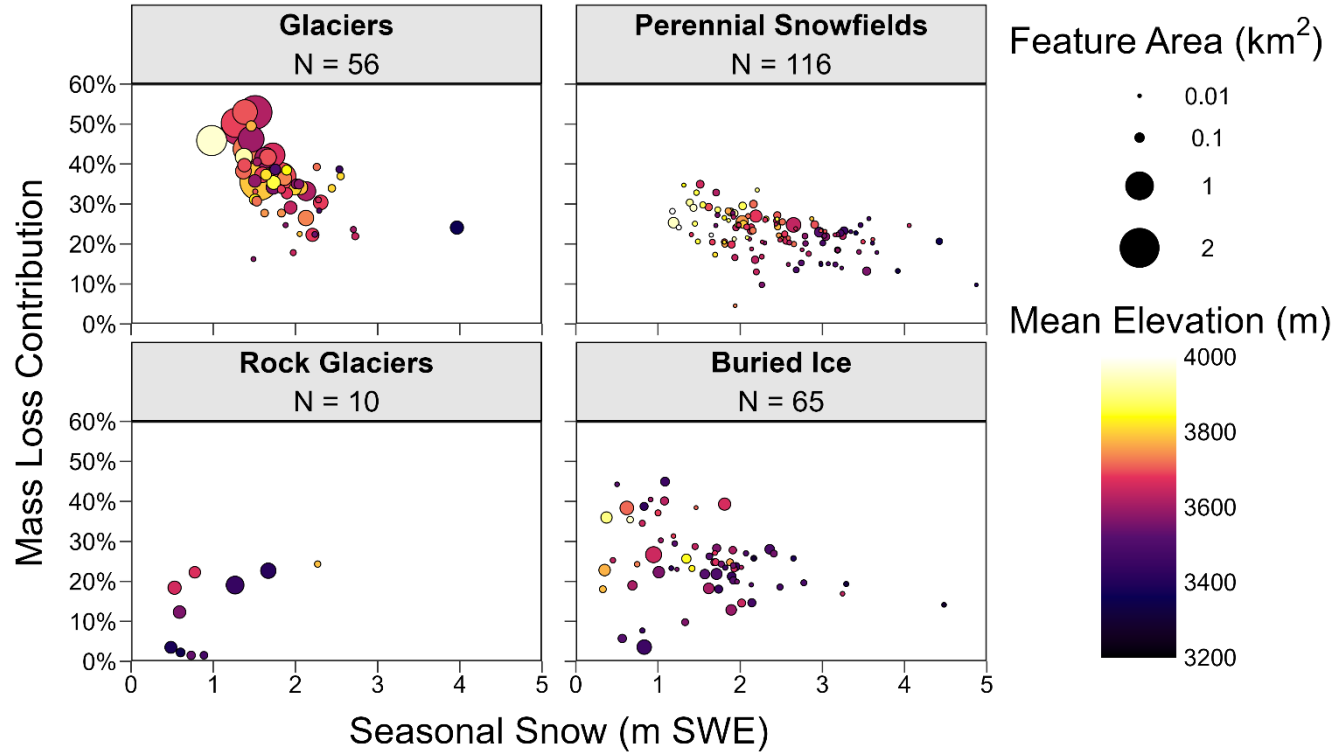 Glaciers
N = 56
Perennial Snowfields
N = 116
60%
50%
40%
30%
20%
10%
0%
Rock Glaciers
N = 10
Buried Ice
N = 65
60%
50%
40%
30%
20%
10%
0%
0 1 2 3 4 5
0 1 2 3 4 5
Mass Loss Contribution
Seasonal Snow (m SWE)
Feature Area (km²)
0.01
0.1
1
2
Mean Elevation (m)
4000
3800
3600
3400
3200